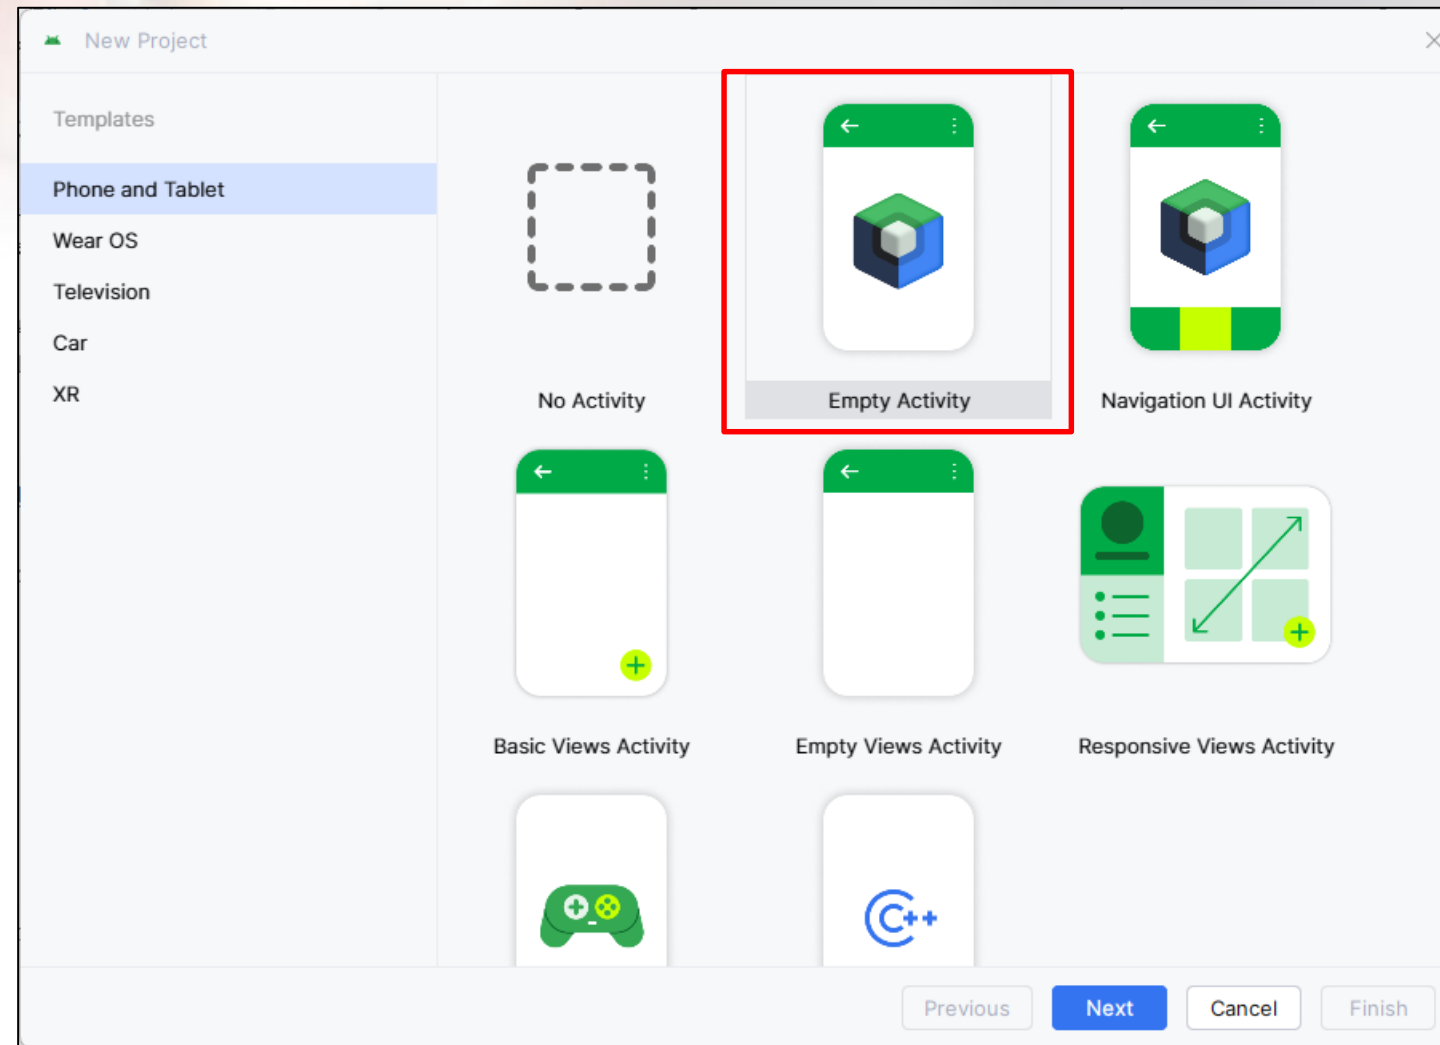 New Project
Templates
Phone and Tablet
Wear OS
Television
Car
XR
No Activity
Empty Activity
Navigation UI Activity
Basic Views Activity
Empty Views Activity
Responsive Views Activity
C++
Previous
Next
Cancel
Finish